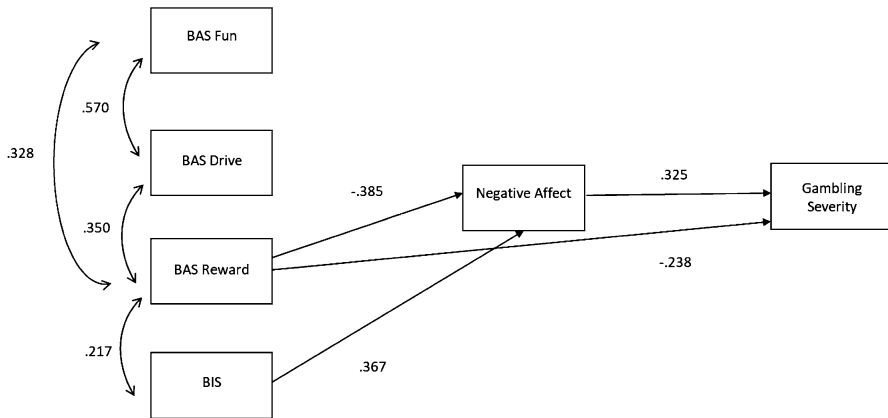 BAS Fun
.570
.328
BAS Drive
-.385
Negative Affect
.325
Gambling
Severity
.350
BAS Reward
-.238
.217
BIS
.367